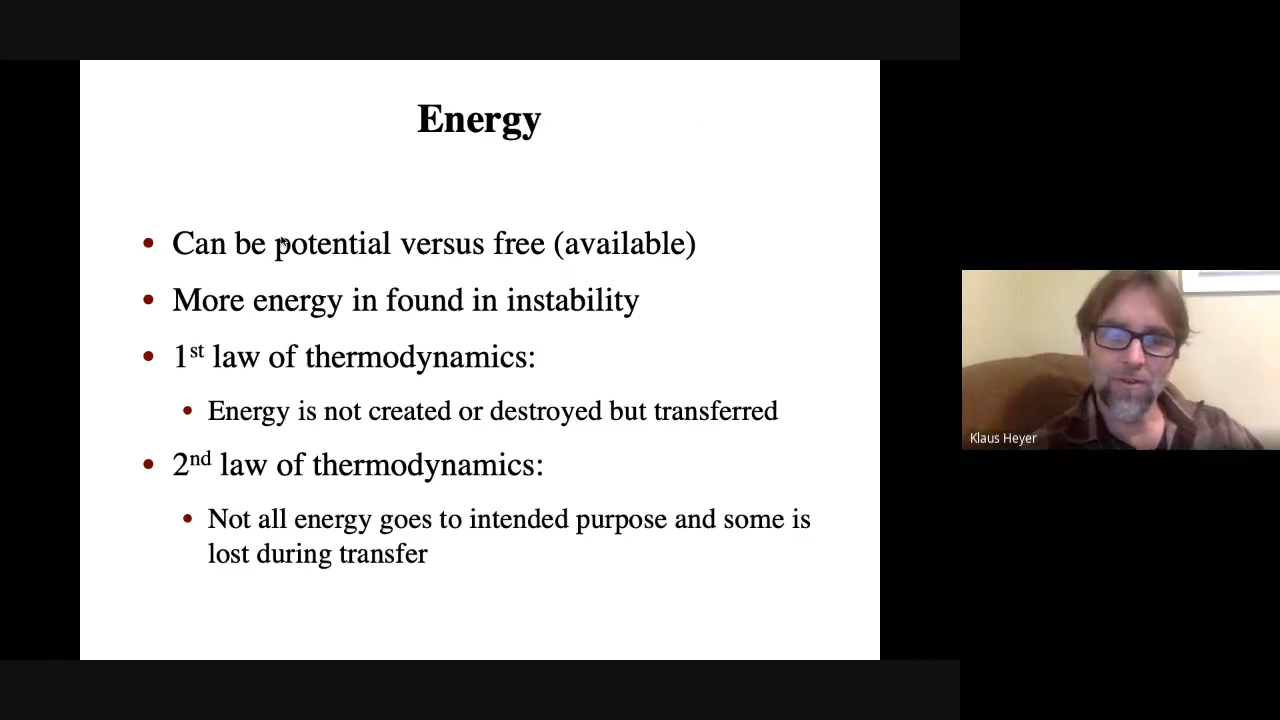 Energy
• Can be potential versus free (available)
• More energy in found in instability
• 1st law of thermodynamics:
• Energy is not created or destroyed but transferred
• 2nd law of thermodynamics:
• Not all energy goes to intended purpose and some is
lost during transfer
Klaus Heyer